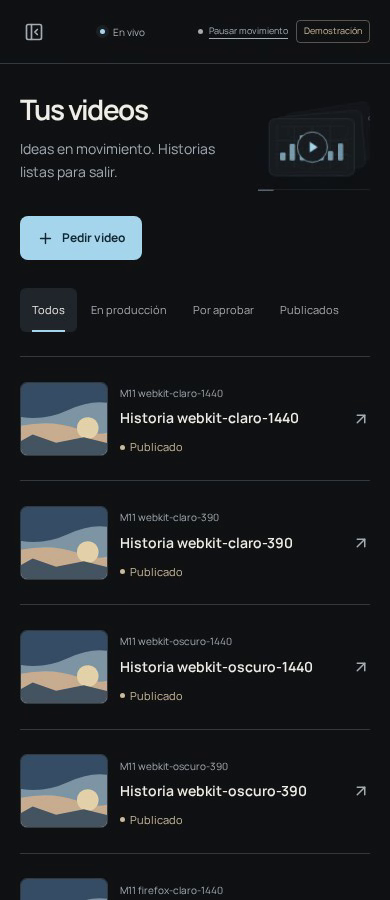 En vivo
Pausar movimiento
Demostración
Tus videos
Ideas en movimiento. Historias
listas para salir.
Pedir video
Todos
En producción
Por aprobar
Publicados
M11 webkit-claro-1440
Historia webkit-claro-1440
Publicado
M11 webkit-claro-390
Historia webkit-claro-390
Publicado
M11 webkit-oscuro-1440
Historia webkit-oscuro-1440
Publicado
M11 webkit-oscuro-390
Historia webkit-oscuro-390
Publicado
M11 firefox-claro-1440